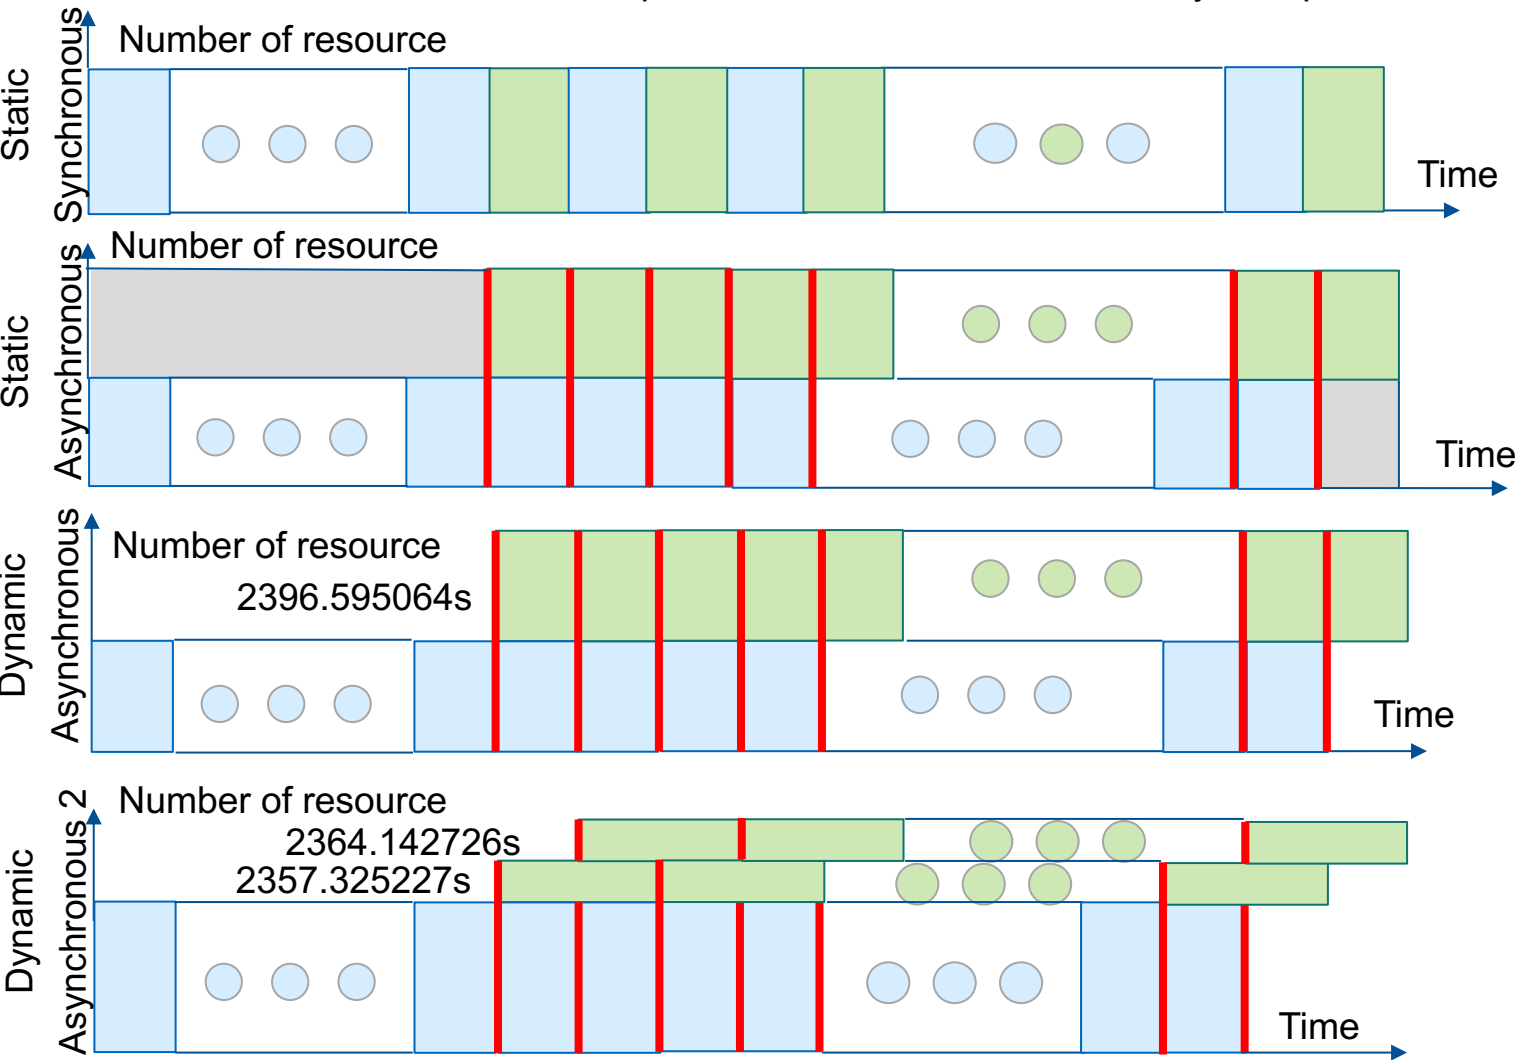 Number of resource
Static
Synchronous
Time
Number of resource
Static
Asynchronous
Time
Number of resource
2396.595064s
Dynamic
Asynchronous
Time
Number of resource
2364.142726s
2357.325227s
Dynamic
Asynchronous 2
Time